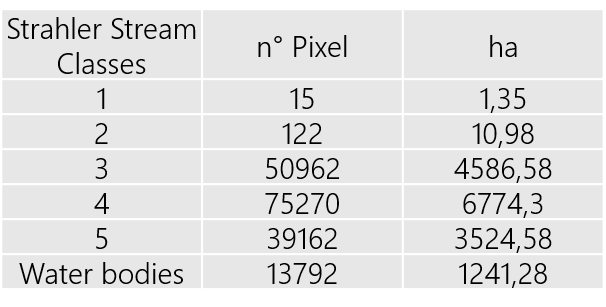 Strahler Stream Classes n° Pixel ha
1 15 1,35
2 122 10,98
3 50962 4586,58
4 75270 6774,3
5 39162 3524,58
Water bodies 13792 1241,28